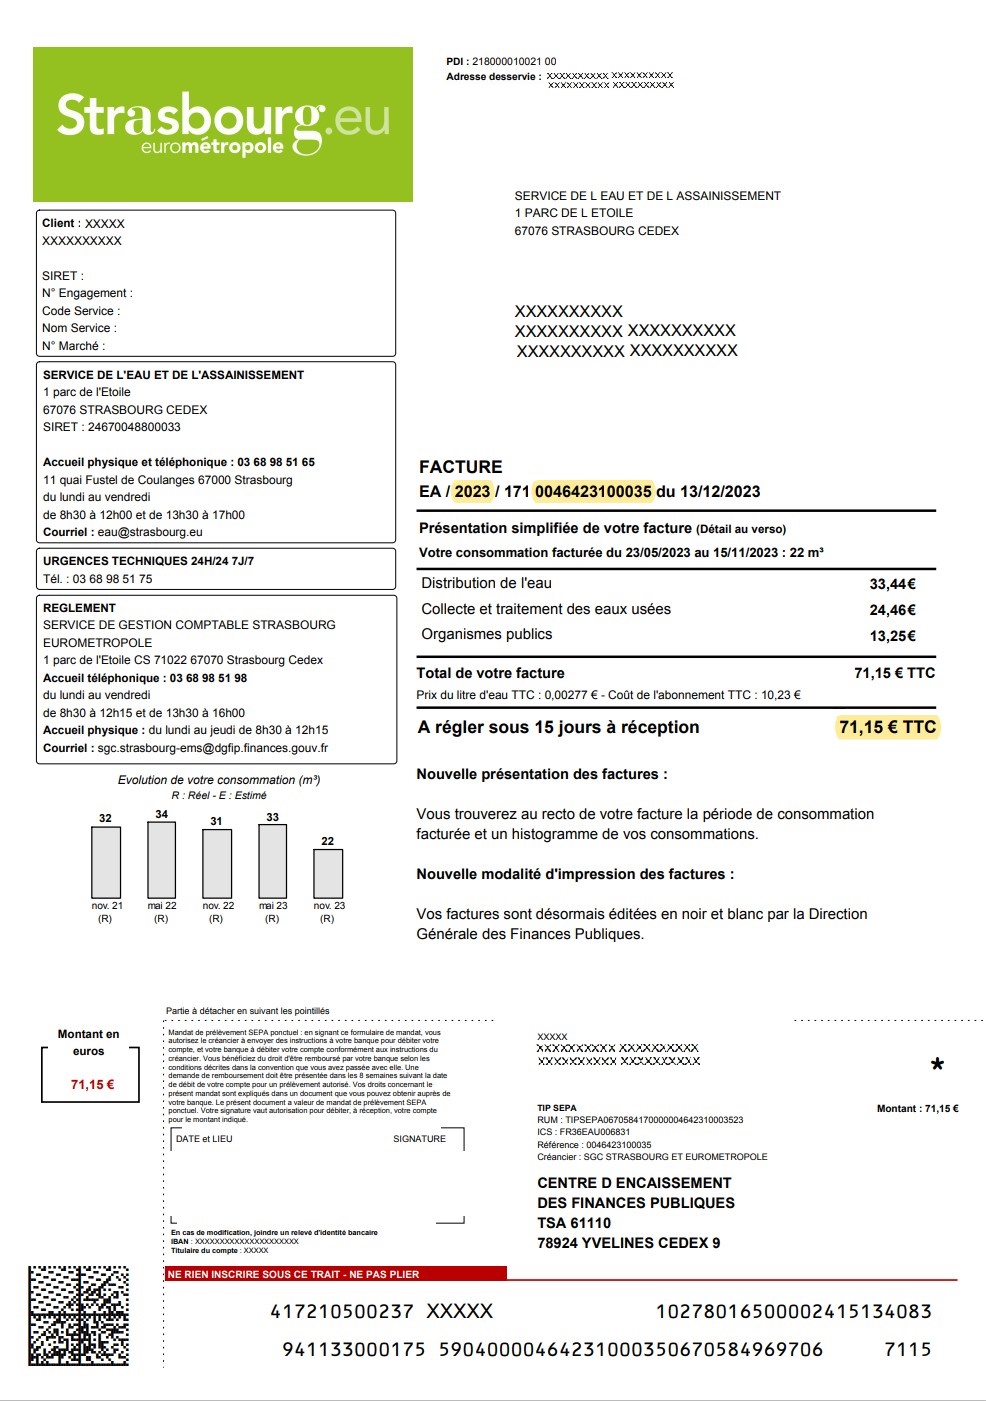 Strasbourg.eu
eurométropole
PDI : 218000010021 00
Adresse desservie : XXXXXXXXXX XXXXXXXXXX
XXXXXXXXXX XXXXXXXXXX
SERVICE DE L EAU ET DE L ASSAINISSEMENT
1 PARC DE L ETOILE
67076 STRASBOURG CEDEX
XXXXXXXXXX
XXXXXXXXXX XXXXXXXXXX
XXXXXXXXXX XXXXXXXXXX
Client : XXXXX
XXXXXXXXXX
SIRET :
N° Engagement :
Code Service :
Nom Service :
N° Marché :
SERVICE DE L'EAU ET DE L'ASSAINISSEMENT
1 parc de l'Etoile
67076 STRASBOURG CEDEX
SIRET : 24670048800033
Accueil physique et téléphonique : 03 68 98 51 65
11 quai Fustel de Coulanges 67000 Strasbourg
du lundi au vendredi
de 8h30 à 12h00 et de 13h30 à 17h00
Courriel : eau@strasbourg.eu
URGENCES TECHNIQUES 24H/24 7J/7
Tél. : 03 68 98 51 75
REGLEMENT
SERVICE DE GESTION COMPTABLE STRASBOURG
EUROMETROPOLE
1 parc de l'Etoile CS 71022 67070 Strasbourg Cedex
Accueil téléphonique : 03 68 98 51 98
du lundi au vendredi
de 8h30 à 12h15 et de 13h30 à 16h00
Accueil physique : du lundi au jeudi de 8h30 à 12h15
Courriel : sgc.strasbourg-ems@dgfip.finances.gouv.fr
Evolution de votre consommation (m³)
R : Réel - E : Estimé
32 34 31 33 22
nov. 21 mai 22 nov. 22 mai 23 nov. 23
(R) (R) (R) (R) (R)
FACTURE
EA / 2023 / 171 0046423100035 du 13/12/2023
Présentation simplifiée de votre facture (Détail au verso)
Votre consommation facturée du 23/05/2023 au 15/11/2023 : 22 m³
Distribution de l'eau 33,44€
Collecte et traitement des eaux usées 24,46€
Organismes publics 13,25€
Total de votre facture 71,15 € TTC
Prix du litre d'eau TTC : 0,00277 € - Coût de l'abonnement TTC : 10,23 €
A régler sous 15 jours à réception 71,15 € TTC
Nouvelle présentation des factures :
Vous trouverez au recto de votre facture la période de consommation
facturée et un histogramme de vos consommations.
Nouvelle modalité d'impression des factures :
Vos factures sont désormais éditées en noir et blanc par la Direction
Générale des Finances Publiques.
Partie à détacher en suivant les pointillés
Montant en
euros
71,15 €
Mandat de prélèvement SEPA ponctuel : en signant ce formulaire de mandat, vous
autorisez le créancier à envoyer des instructions à votre banque pour débiter votre
compte, et votre banque à débiter votre compte conformément aux instructions du
créancier. Vous bénéficiez du droit d'être remboursé par votre banque selon les
conditions décrites dans la convention que vous avez passée avec elle. Une
demande de remboursement doit être présentée dans les 8 semaines suivant la date
de débit de votre compte pour un prélèvement autorisé. Vos droits concernant le
présent mandat sont expliqués dans un document que vous pouvez obtenir auprès de
votre banque. Le présent document a valeur de mandat de prélèvement SEPA
ponctuel. Votre signature vaut autorisation pour débiter, à réception, votre compte
pour le montant indiqué.
DATE et LIEU SIGNATURE
En cas de modification, joindre un relevé d'identité bancaire
IBAN : XXXXXXXXXXXXXXXXXXXXX
Titulaire du compte : XXXXX
XXXXX
XXXXXXXXXX XXXXXXXXXX
XXXXXXXXXX XXXXXXXXXX
*
TIP SEPA Montant : 71,15 €
RUM : TIPSEPA0670584170000004642310003523
ICS : FR36EAU006831
Référence : 0046423100035
Créancier : SGC STRASBOURG ET EUROMETROPOLE
CENTRE D ENCAISSEMENT
DES FINANCES PUBLIQUES
TSA 61110
78924 YVELINES CEDEX 9
NE RIEN INSCRIRE SOUS CE TRAIT - NE PAS PLIER
417210500237 XXXXX 10278016500002415134083
941133000175 59040000464231000350670584969706 7115